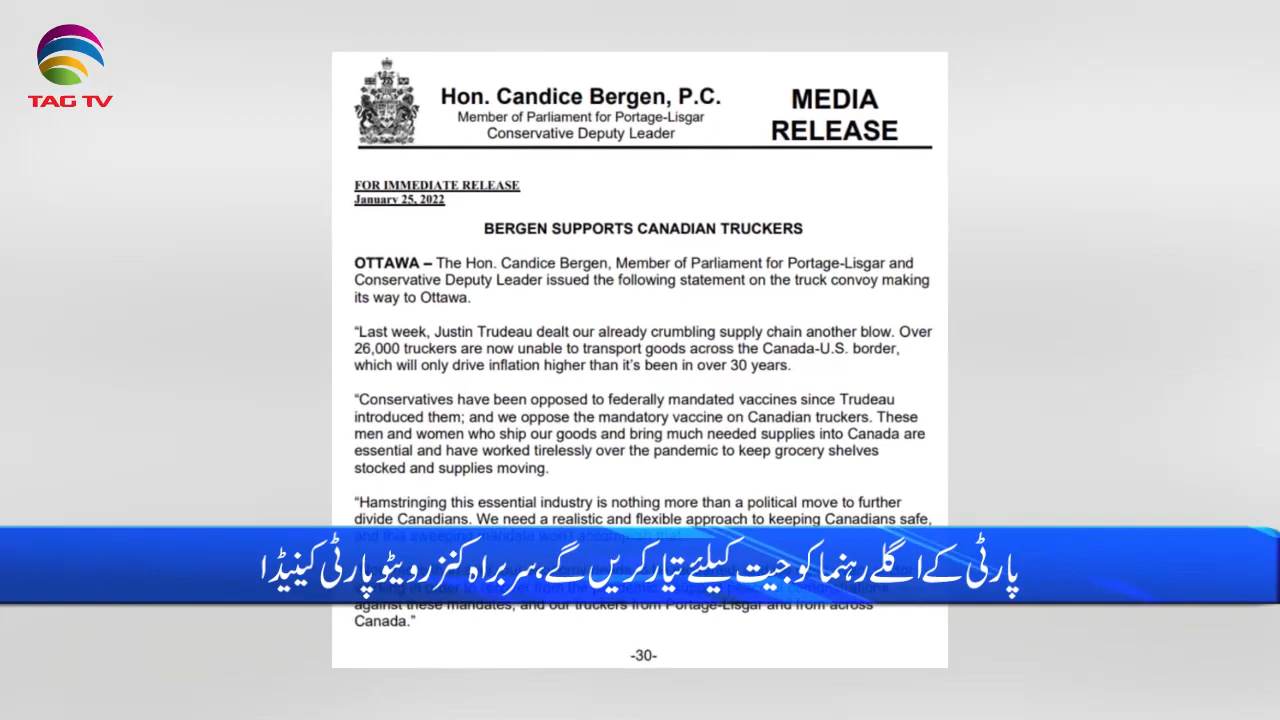 TAG TV
Hon. Candice Bergen, P.C.
Member of Parliament for Portage-Lisgar
Conservative Deputy Leader
MEDIA
RELEASE
FOR IMMEDIATE RELEASE
January 25, 2022
BERGEN SUPPORTS CANADIAN TRUCKERS
OTTAWA – The Hon. Candice Bergen, Member of Parliament for Portage-Lisgar and
Conservative Deputy Leader issued the following statement on the truck convoy making
its way to Ottawa.
“Last week, Justin Trudeau dealt our already crumbling supply chain another blow. Over
26,000 truckers are now unable to transport goods across the Canada-U.S. border,
which will only drive inflation higher than it’s been in over 30 years.
“Conservatives have been opposed to federally mandated vaccines since Trudeau
introduced them; and we oppose the mandatory vaccine on Canadian truckers. These
men and women who ship our goods and bring much needed supplies into Canada are
essential and have worked tirelessly over the pandemic to keep grocery shelves
stocked and supplies moving.
“Hamstringing this essential industry is nothing more than a political move to further
divide Canadians. We need a realistic and flexible approach to keeping Canadians safe,
and this sweeping mandate won’t accomplish that.
پارٹی کے اگلے رہنما کو جیت کیلئے تیار کریں گے، سربراہ کنزرویٹو پارٹی کینیڈا
against these mandates, and our truckers from Portage-Lisgar and from across
Canada.”
-30-